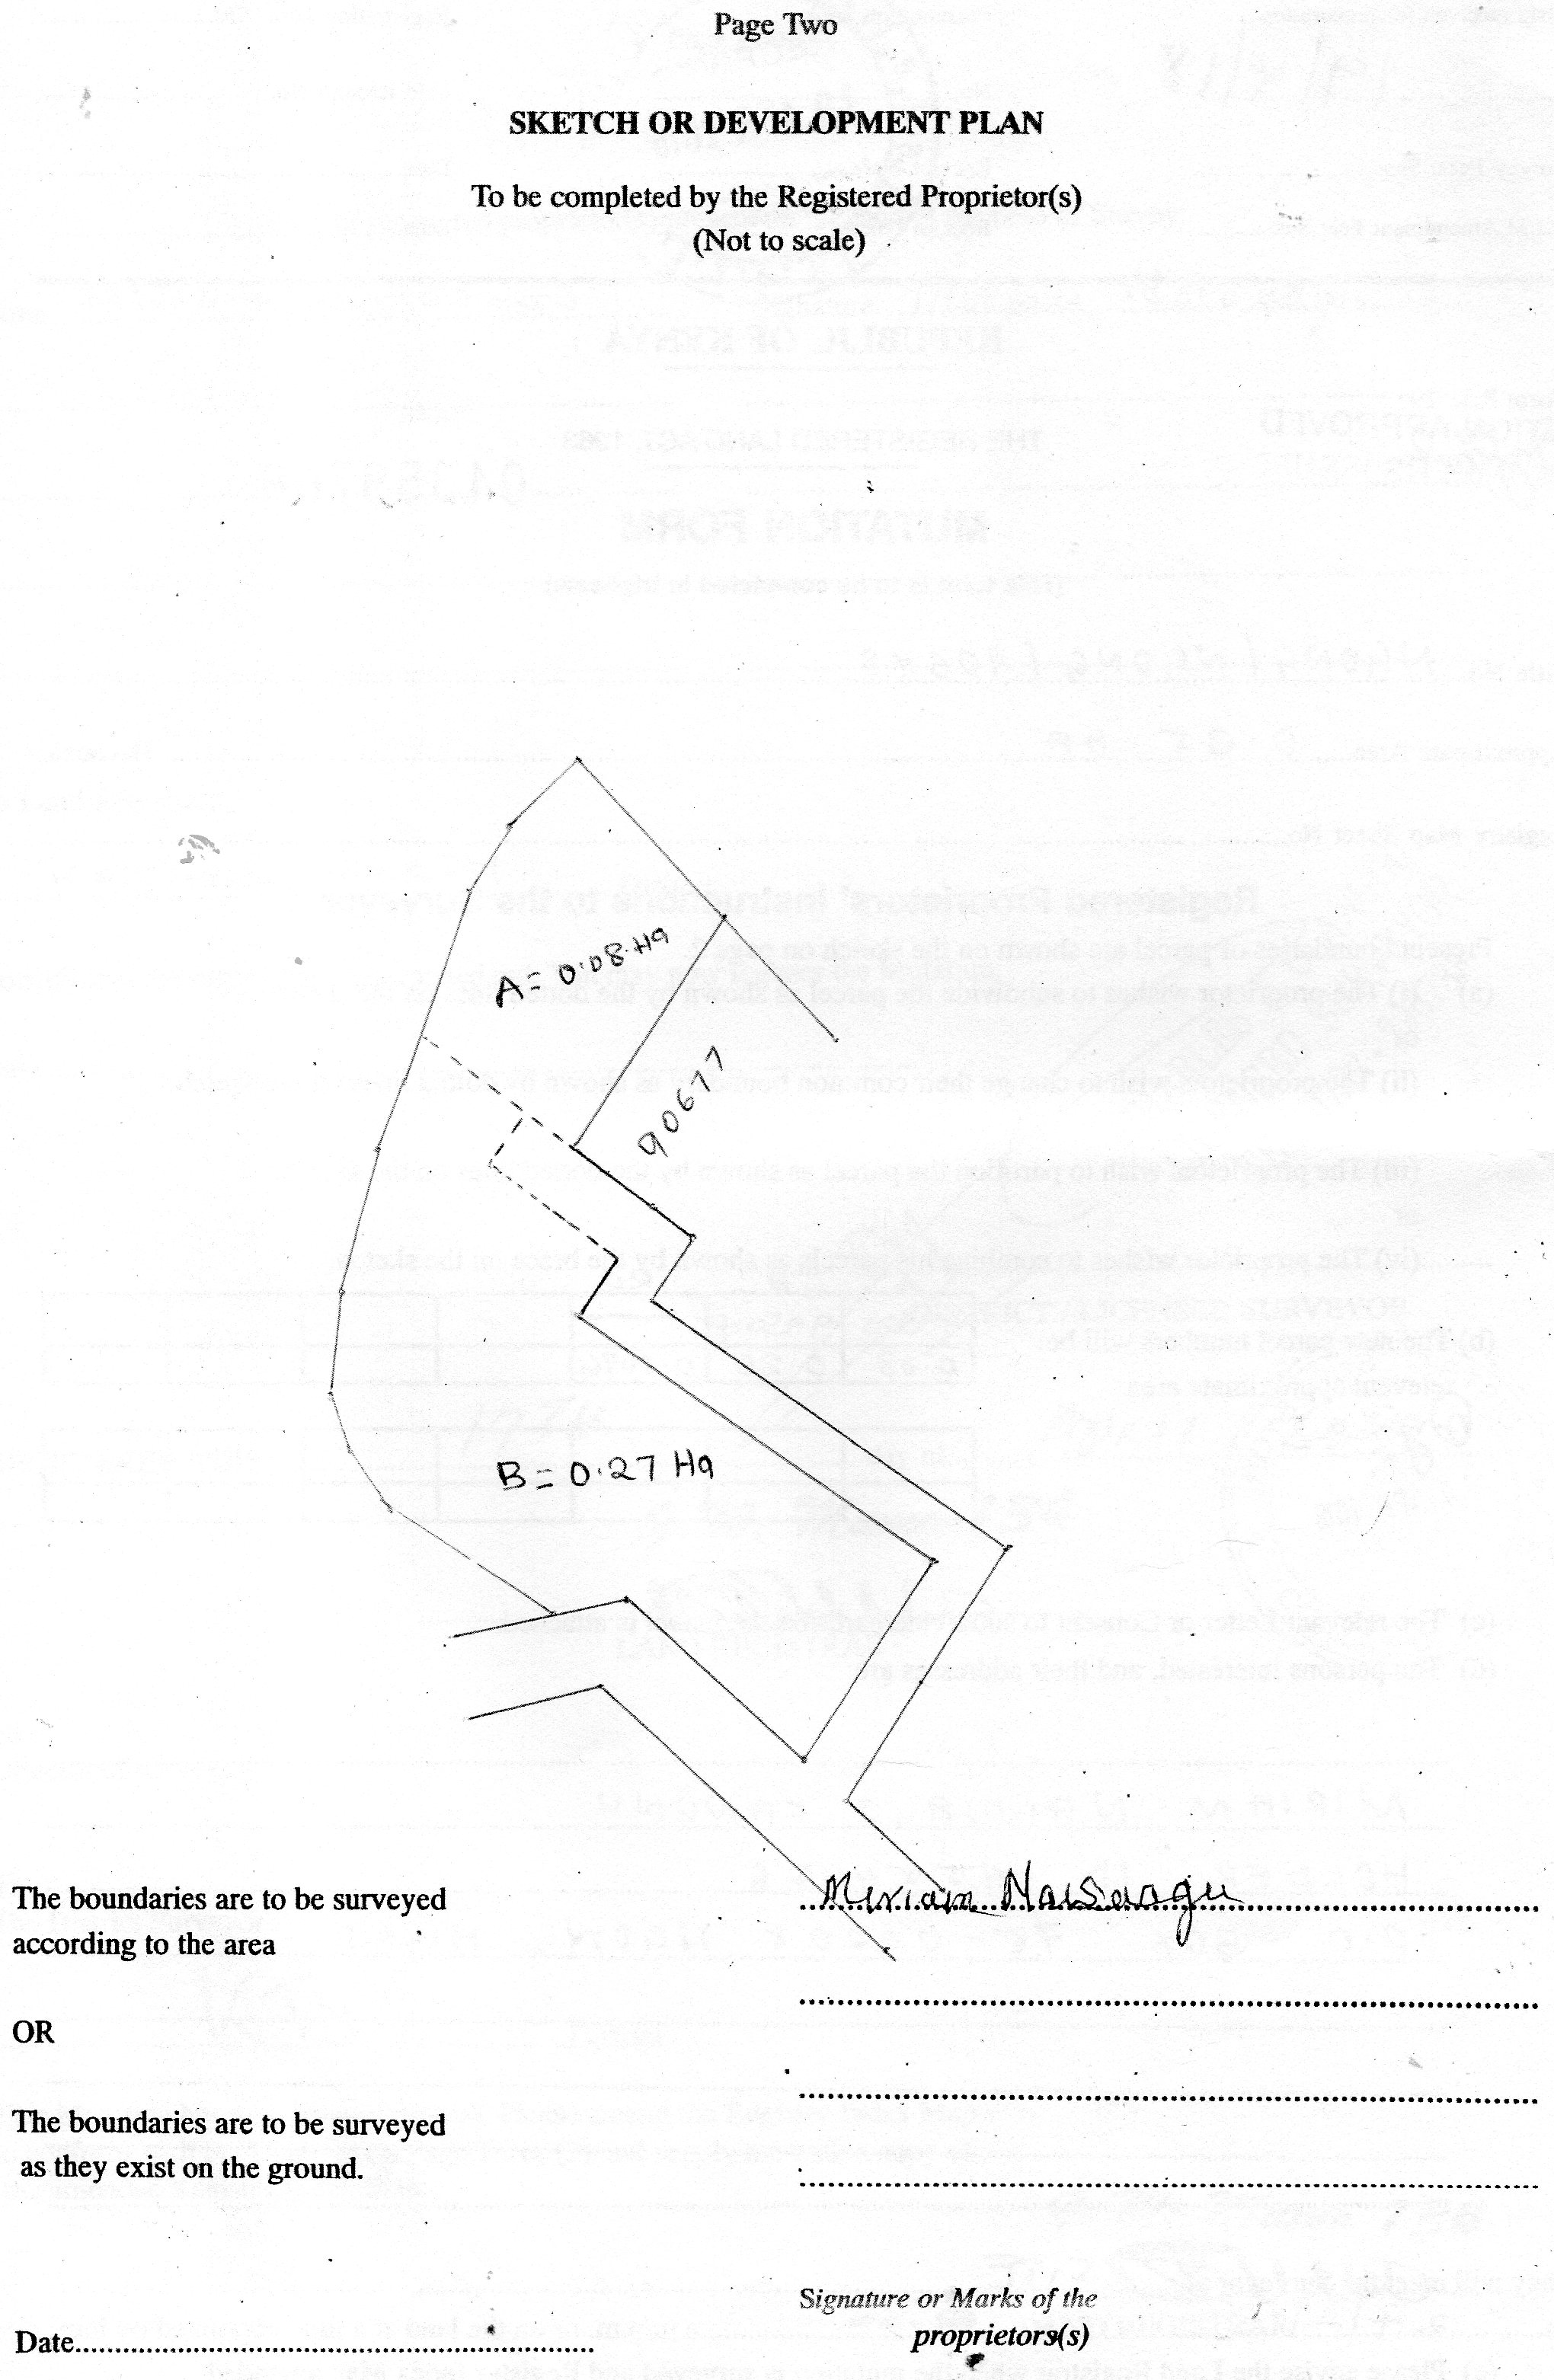 Page Two
SKETCH OR DEVELOPMENT PLAN
To be completed by the Registered Proprietor(s)
(Not to scale)
A = 0.08 Ha
90677
B = 0.27 Ha
The boundaries are to be surveyed
according to the area
OR
The boundaries are to be surveyed
as they exist on the ground.
Signature or Marks of the
proprietors(s)
Date